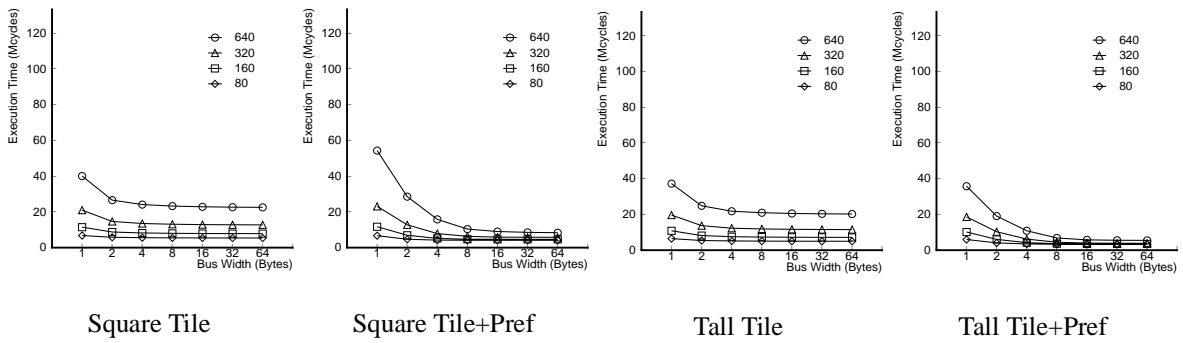 Execution Time (Mcycles)
120
100
80
60
40
20
0
640
320
160
80
1 2 4 8 16 32 64
Bus Width (Bytes)
Square Tile
Execution Time (Mcycles)
120
100
80
60
40
20
0
640
320
160
80
1 2 4 8 16 32 64
Bus Width (Bytes)
Square Tile+Pref
Execution Time (Mcycles)
120
100
80
60
40
20
0
640
320
160
80
1 2 4 8 16 32 64
Bus Width (Bytes)
Tall Tile
Execution Time (Mcycles)
120
100
80
60
40
20
0
640
320
160
80
1 2 4 8 16 32 64
Bus Width (Bytes)
Tall Tile+Pref